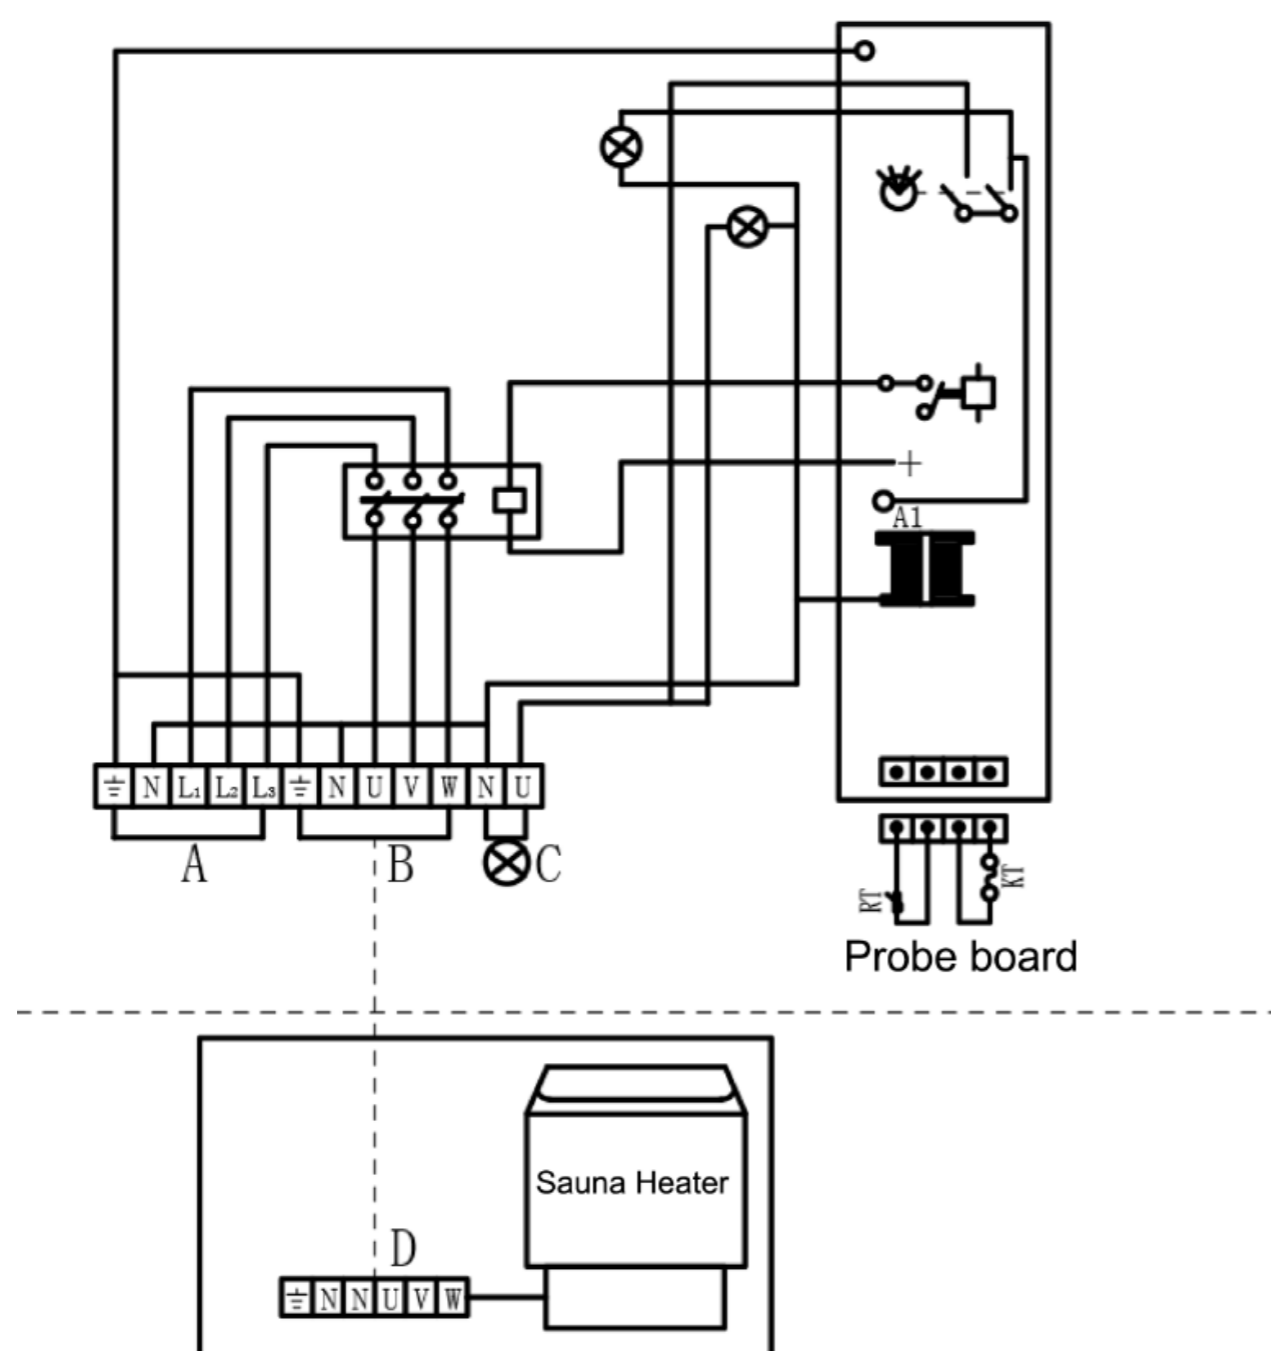 +
A1
N L₁ L₂ L₃ N U V W N U
A B C
RT KT
Probe board
Sauna Heater
D
N N U V W